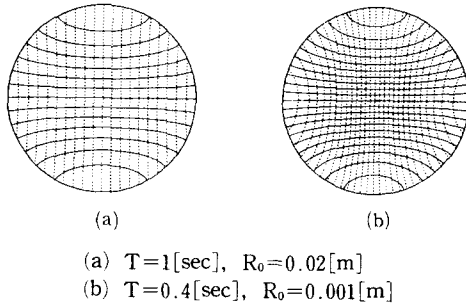 (a) (b)
(a) T=1[sec], R₀=0.02[m]
(b) T=0.4[sec], R₀=0.001[m]